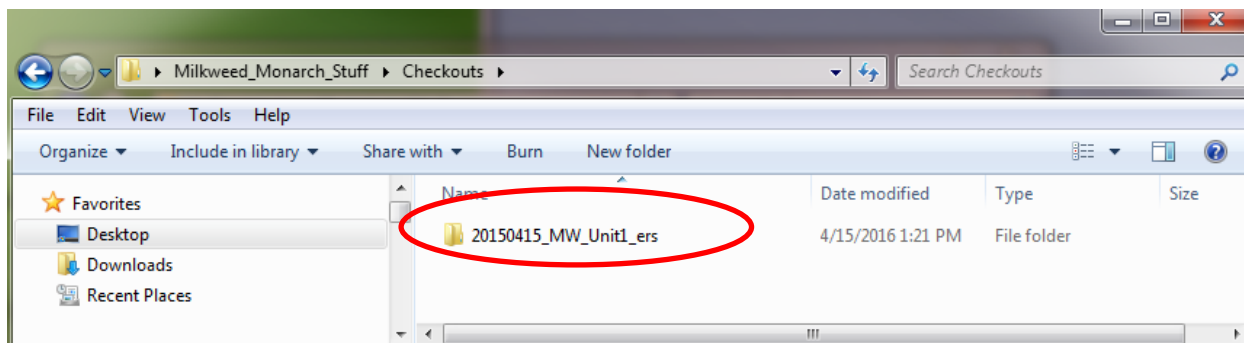 Milkweed_Monarch_Stuff Checkouts Search Checkouts
File Edit View Tools Help
Organize Include in library Share with Burn New folder
Favorites
Desktop
Downloads
Recent Places
Name Date modified Type Size
20150415_MW_Unit1_ers 4/15/2016 1:21 PM File folder